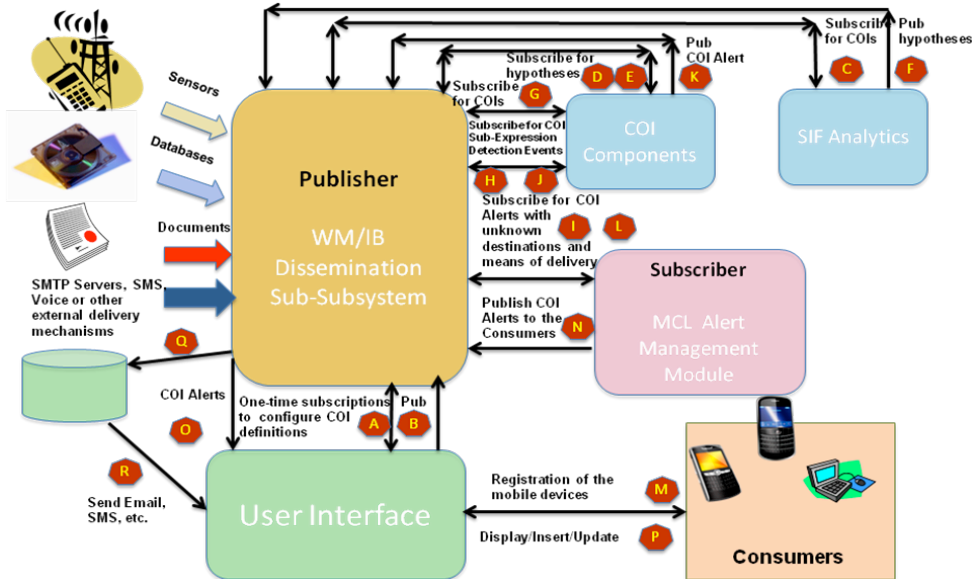 Subscribe
for COIs
Pub
hypotheses
C
F
Subscribe for
hypotheses
D
E
Pub
COI Alert
K
Subscribe
for COIs
G
Sensors
Databases
Documents
SMTP Servers, SMS,
Voice or other
external delivery
mechanisms
Publisher
WM/IB
Dissemination
Sub-Subsystem
Subscribe for COI
Sub-Expression
Detection Events
H
J
COI
Components
SIF Analytics
Subscribe for COI
Alerts with
unknown
destinations and
means of delivery
I
L
Subscriber
MCL Alert
Management
Module
Publish COI
Alerts to the
Consumers
N
Q
COI Alerts
O
One-time subscriptions
to configure COI
definitions
A
Pub
B
R
Send Email,
SMS, etc.
User Interface
Registration of the
mobile devices
M
Display/Insert/Update
P
Consumers